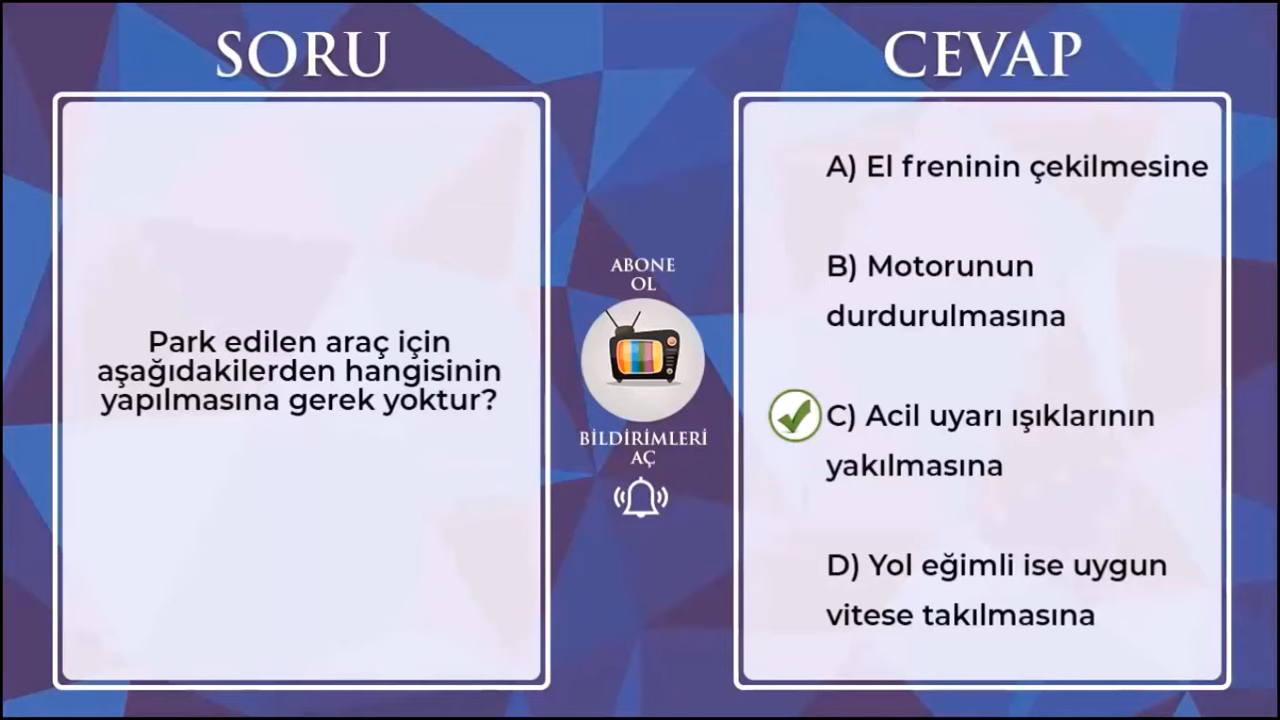 SORU
Park edilen araç için
aşağıdakilerden hangisinin
yapılmasına gerek yoktur?
ABONE
OL
BİLDİRİMLERİ
AÇ
CEVAP
A) El freninin çekilmesine
B) Motorunun
durdurulmasına
C) Acil uyarı ışıklarının
yakılmasına
D) Yol eğimli ise uygun
vitese takılmasına